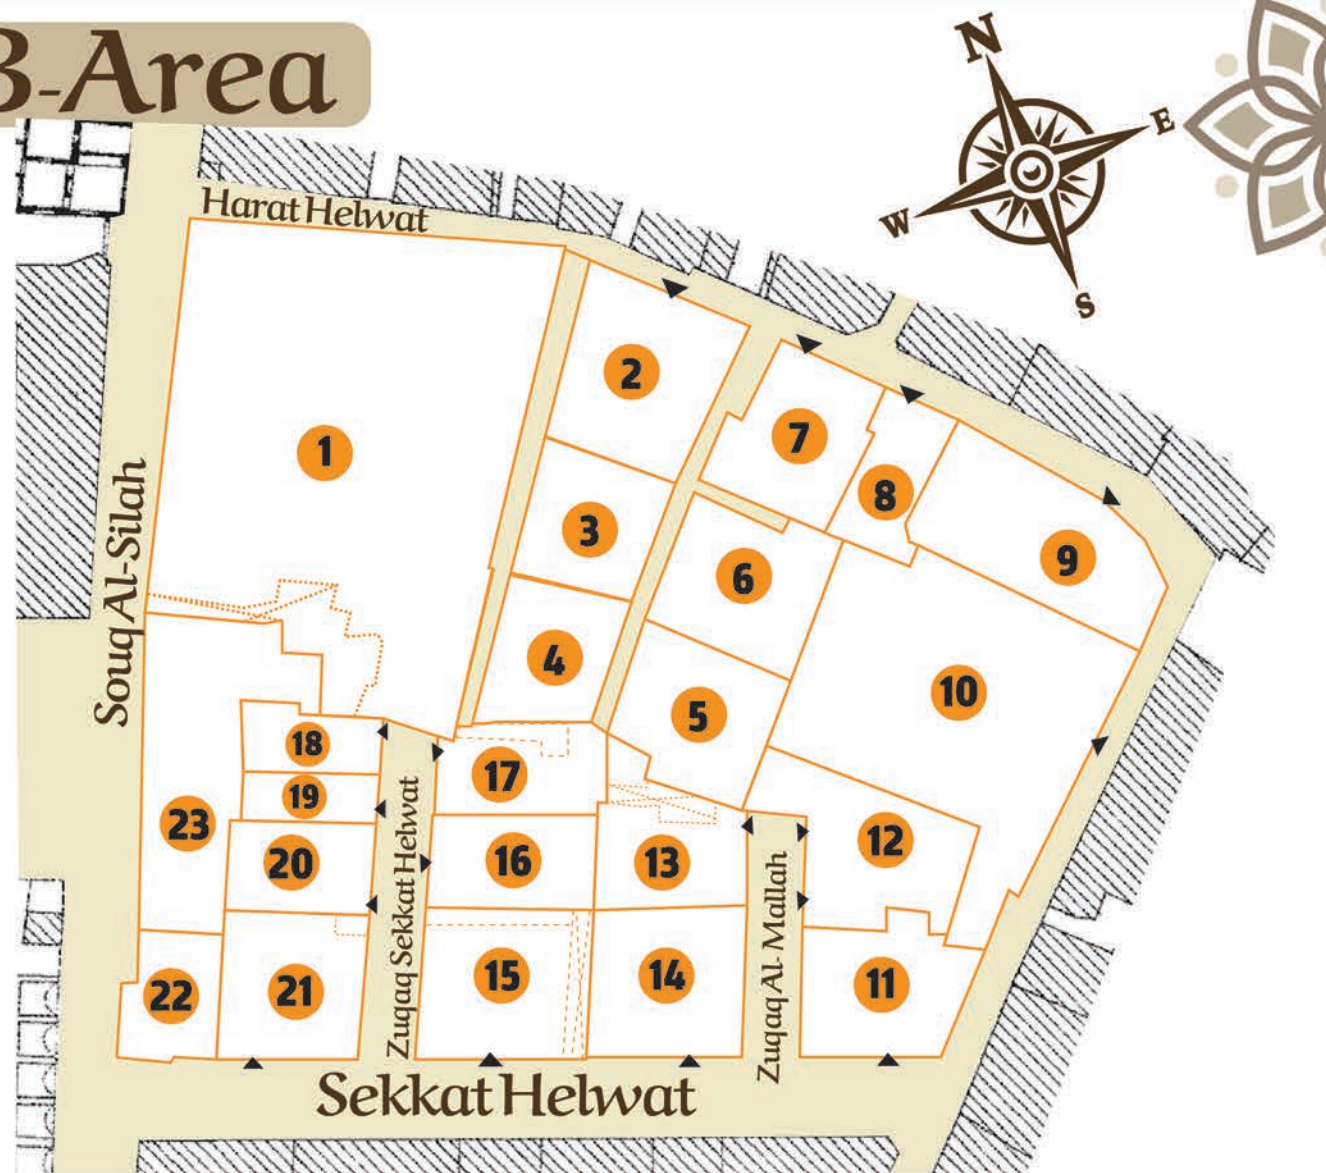 B-Area
N
E
W
S
Harat Helwat
1
2
7
3
8
9
6
4
5
10
Souq Al-Silah
18
17
19
23
20
16
13
12
Zuqaq Sekkat Helwat
Zuqaq Al-Mallah
22
21
15
14
11
Sekkat Helwat